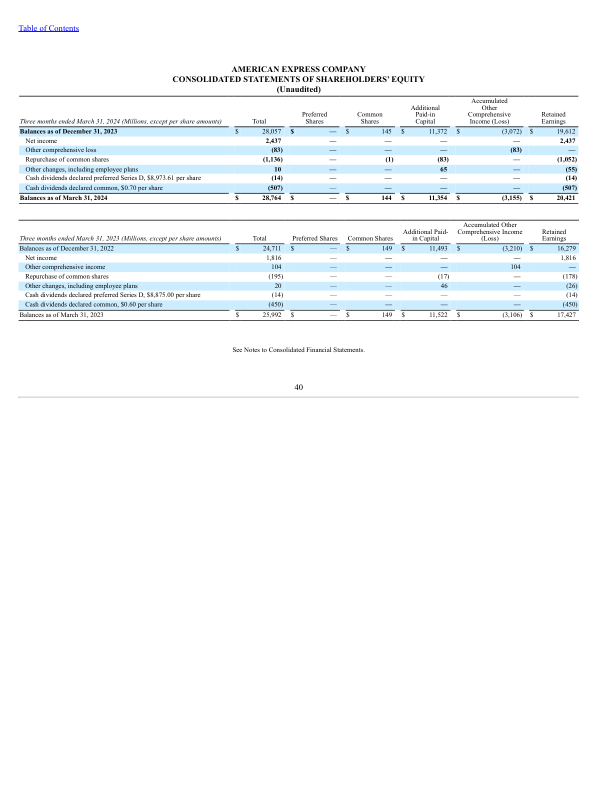 Table of Contents
AMERICAN EXPRESS COMPANY
CONSOLIDATED STATEMENTS OF SHAREHOLDERS' EQUITY
(Unaudited)
Three months ended March 31, 2024 (Millions, except per share amounts) Total Preferred Shares Common Shares Additional Paid-in Capital Accumulated Other Comprehensive Income (Loss) Retained Earnings
Balances as of December 31, 2023 $ 28,057 $ — $ 145 $ 11,372 $ (3,072) $ 19,612
Net income 2,437 — — — — 2,437
Other comprehensive loss (83) — — — (83) —
Repurchase of common shares (1,136) — (1) (83) — (1,052)
Other changes, including employee plans 10 — — 65 — (55)
Cash dividends declared preferred Series D, $8,973.61 per share (14) — — — — (14)
Cash dividends declared common, $0.70 per share (507) — — — — (507)
Balances as of March 31, 2024 $ 28,764 $ — $ 144 $ 11,354 $ (3,155) $ 20,421
Three months ended March 31, 2023 (Millions, except per share amounts) Total Preferred Shares Common Shares Additional Paid-in Capital Accumulated Other Comprehensive Income (Loss) Retained Earnings
Balances as of December 31, 2022 $ 24,711 $ — $ 149 $ 11,493 $ (3,210) $ 16,279
Net income 1,816 — — — — 1,816
Other comprehensive income 104 — — — 104 —
Repurchase of common shares (195) — — (17) — (178)
Other changes, including employee plans 20 — — 46 — (26)
Cash dividends declared preferred Series D, $8,875.00 per share (14) — — — — (14)
Cash dividends declared common, $0.60 per share (450) — — — — (450)
Balances as of March 31, 2023 $ 25,992 $ — $ 149 $ 11,522 $ (3,106) $ 17,427
See Notes to Consolidated Financial Statements.
40